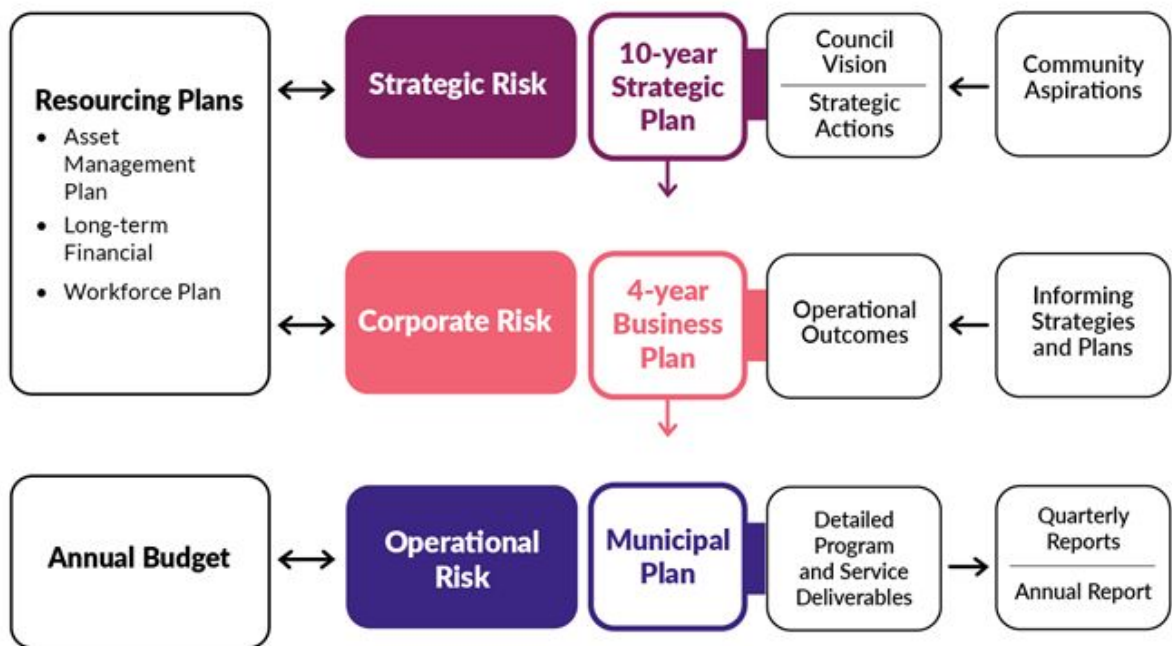 Resourcing Plans
• Asset
Management
Plan
• Long-term
Financial
• Workforce Plan
Strategic Risk
10-year
Strategic
Plan
Council
Vision
Strategic
Actions
Community
Aspirations
Corporate Risk
4-year
Business
Plan
Operational
Outcomes
Informing
Strategies
and Plans
Annual Budget
Operational
Risk
Municipal
Plan
Detailed
Program
and Service
Deliverables
Quarterly
Reports
Annual Report